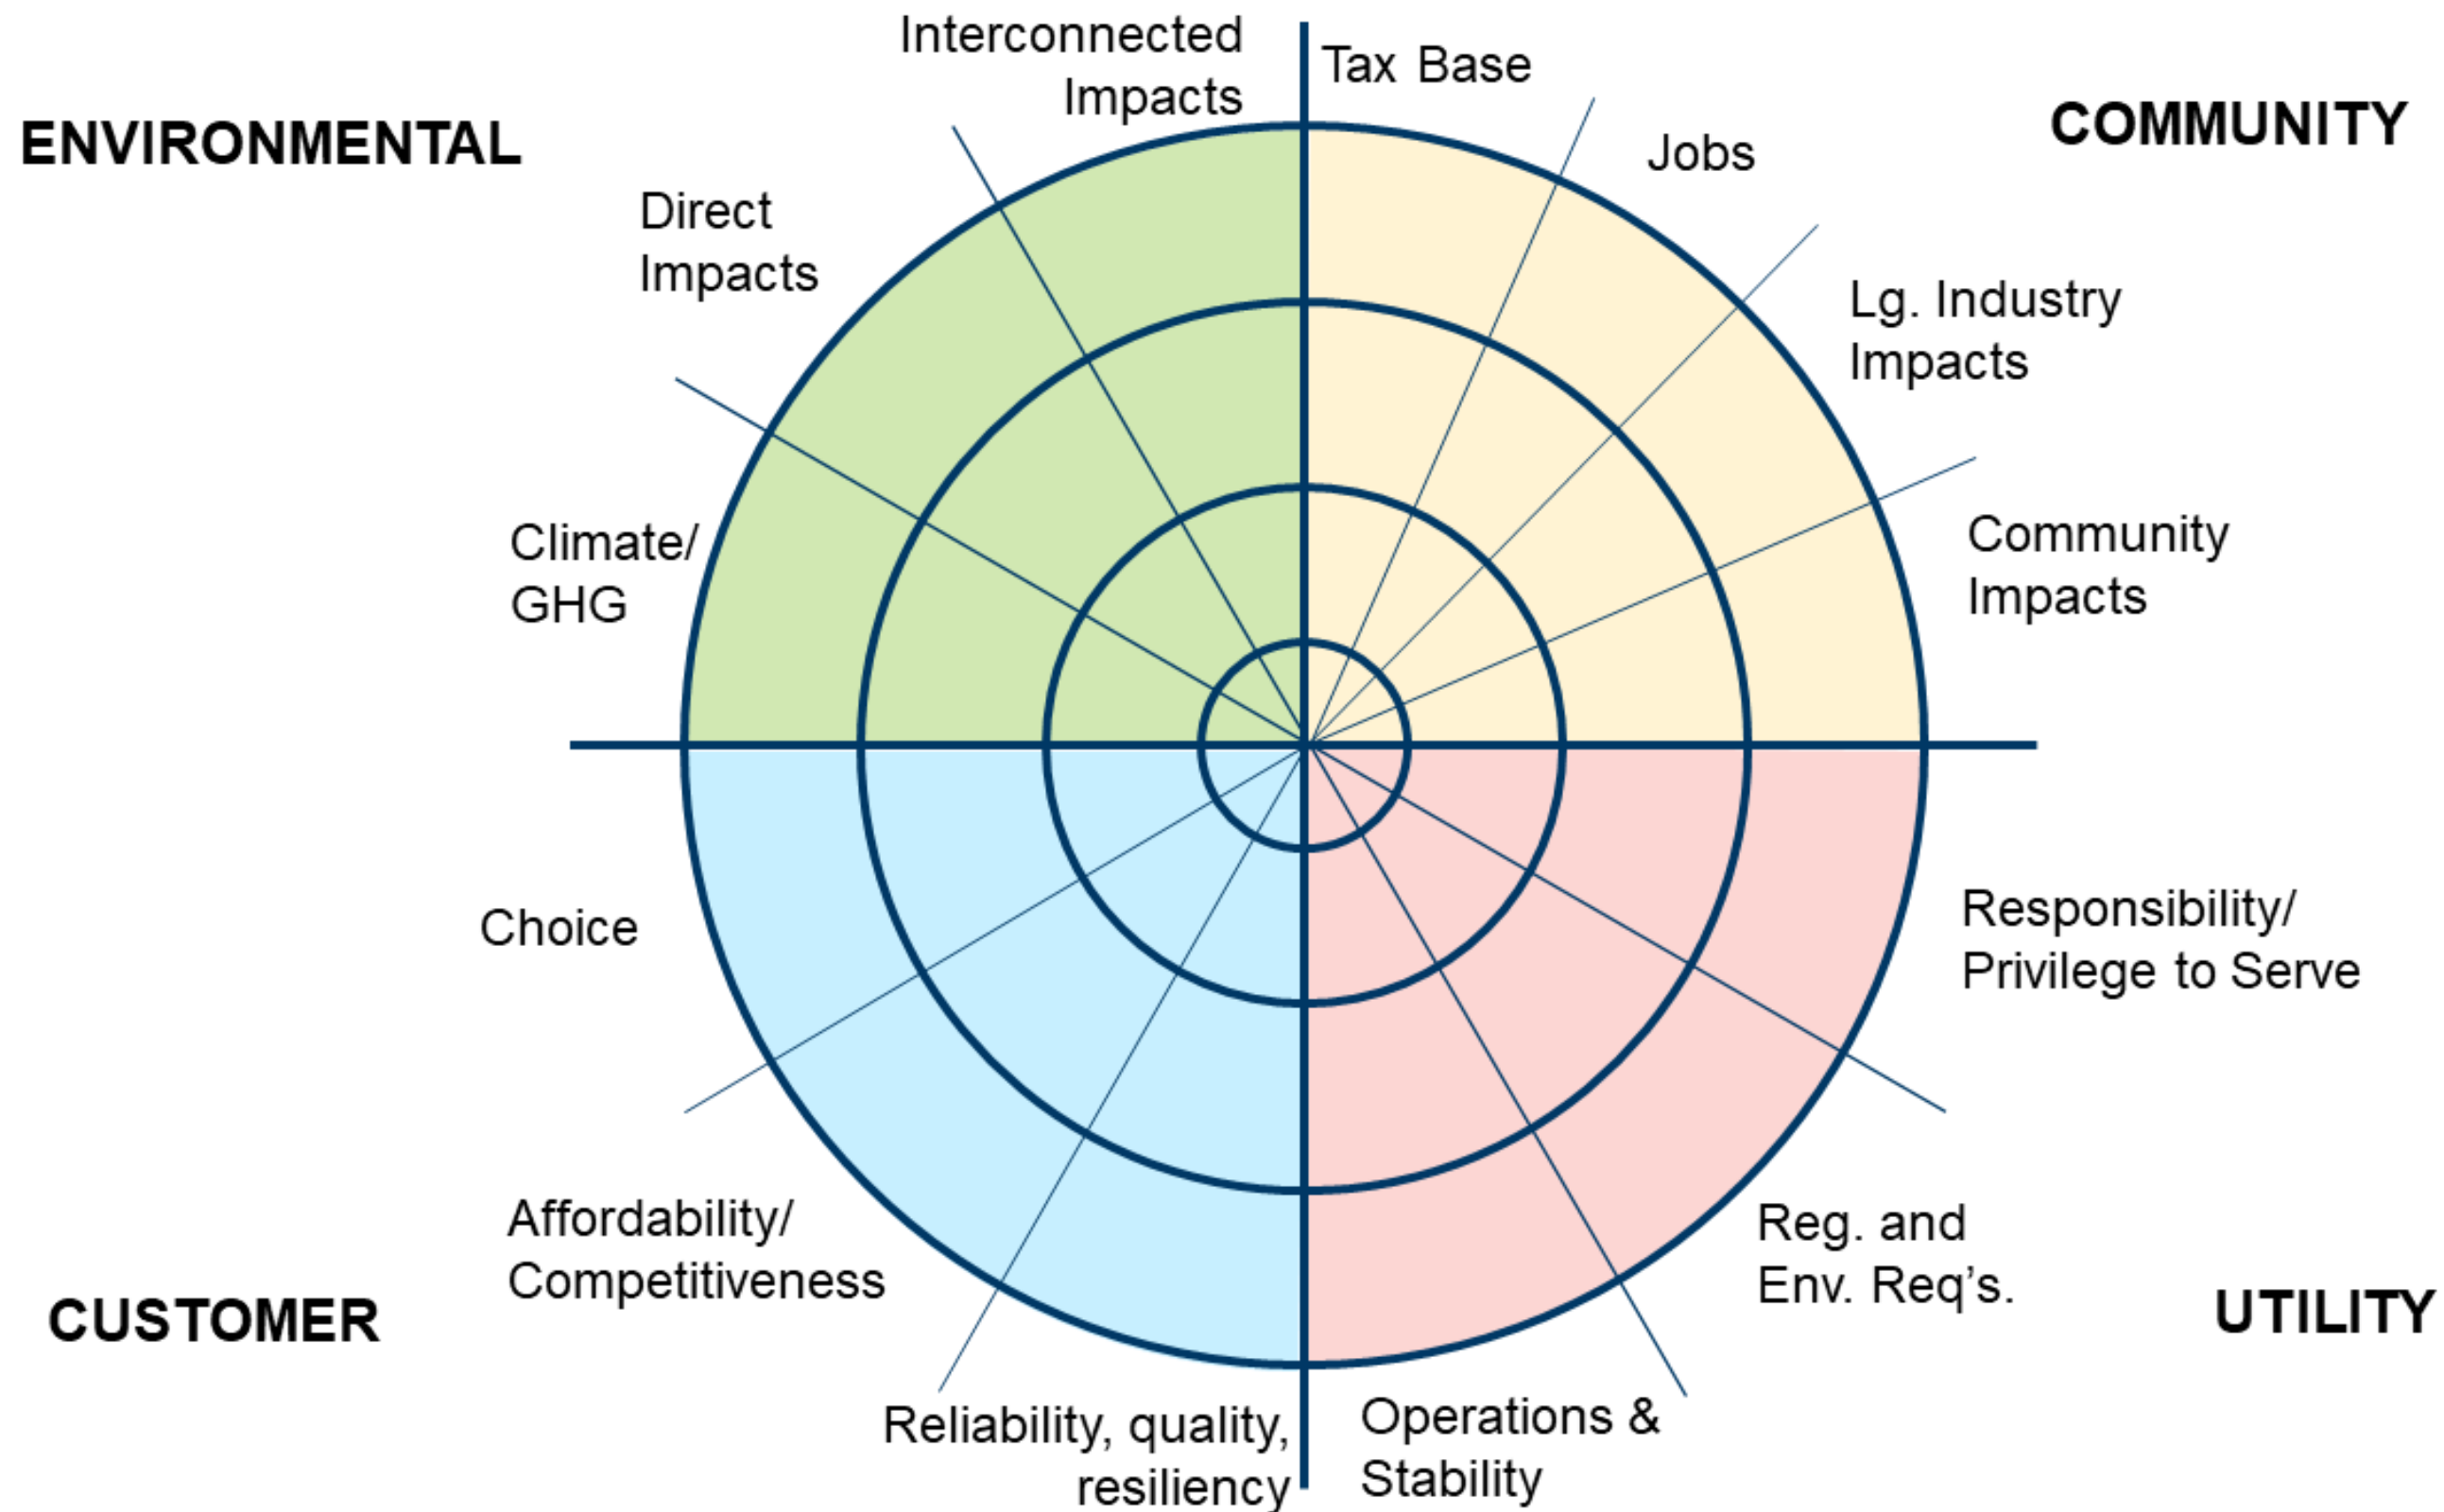 Interconnected
Impacts
Tax Base
ENVIRONMENTAL
COMMUNITY
Jobs
Direct
Impacts
Lg. Industry
Impacts
Climate/
GHG
Community
Impacts
Choice
Responsibility/
Privilege to Serve
Affordability/
Competitiveness
Reg. and
Env. Req’s.
CUSTOMER
UTILITY
Reliability, quality,
resiliency
Operations &
Stability